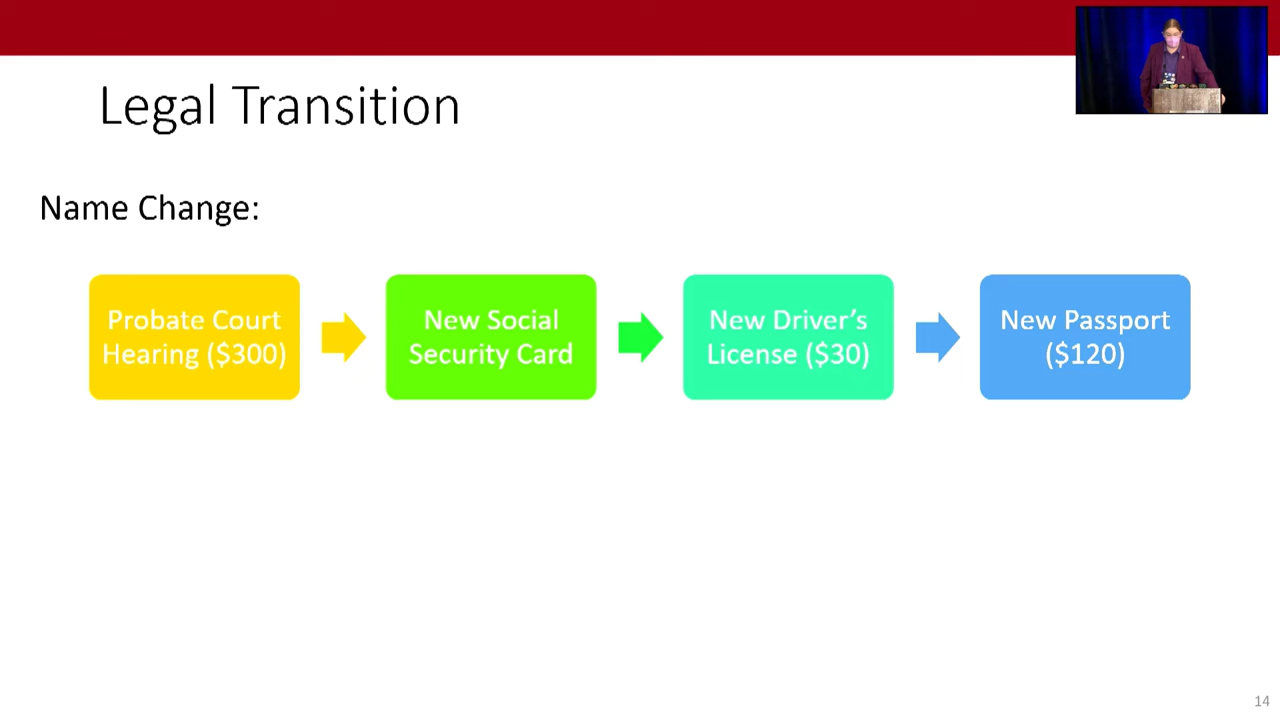 Legal Transition
Name Change:
Probate Court
Hearing ($300)
New Social
Security Card
New Driver’s
License ($30)
New Passport
($120)
14